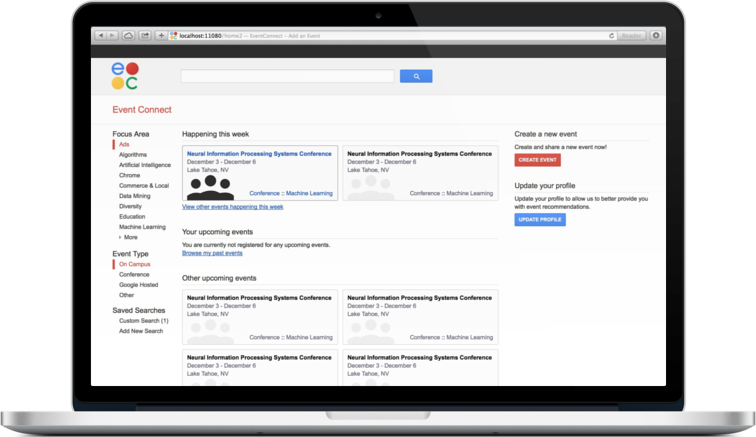 localhost:11080/home2 — EventConnect - Add an Event
Reader
e
C
Event Connect
Focus Area
Ads
Algorithms
Artificial Intelligence
Chrome
Commerce & Local
Data Mining
Diversity
Education
Machine Learning
More
Event Type
On Campus
Conference
Google Hosted
Other
Saved Searches
Custom Search (1)
Add New Search
Happening this week
Neural Information Processing Systems Conference
December 3 - December 6
Lake Tahoe, NV
Conference :: Machine Learning
Neural Information Processing Systems Conference
December 3 - December 6
Lake Tahoe, NV
Conference :: Machine Learning
View other events happening this week
Your upcoming events
You are currently not registered for any upcoming events.
Browse my past events
Other upcoming events
Neural Information Processing Systems Conference
December 3 - December 6
Lake Tahoe, NV
Conference :: Machine Learning
Neural Information Processing Systems Conference
December 3 - December 6
Lake Tahoe, NV
Conference :: Machine Learning
Neural Information Processing Systems Conference
December 3 - December 6
Lake Tahoe, NV
Neural Information Processing Systems Conference
December 3 - December 6
Lake Tahoe, NV
Create a new event
Create and share a new event now!
CREATE EVENT
Update your profile
Update your profile to allow us to better provide you
with event recommendations.
UPDATE PROFILE